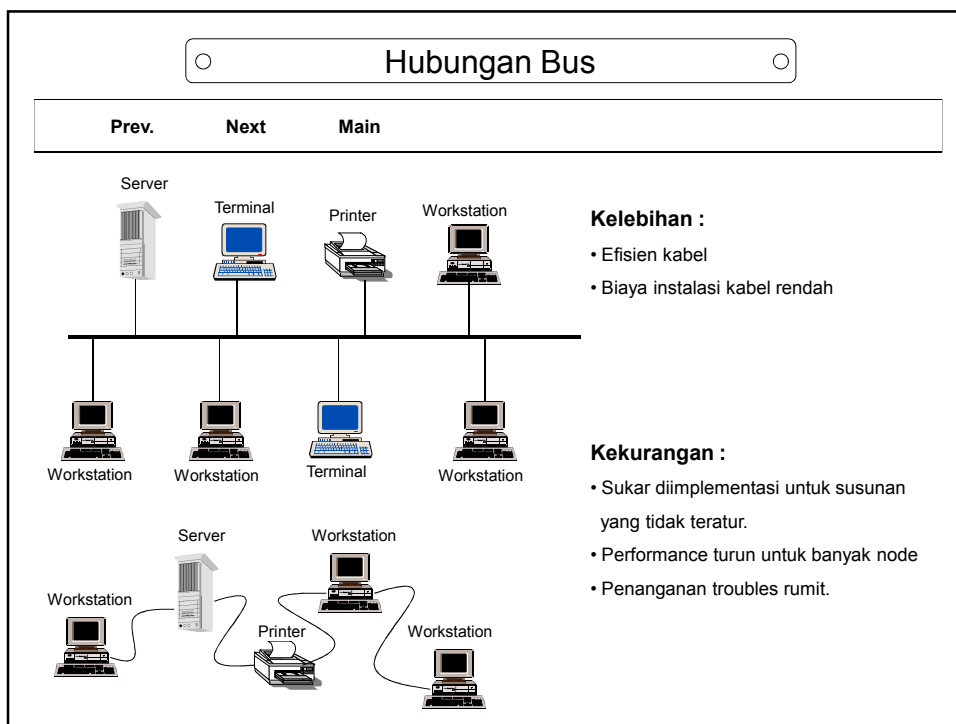 Hubungan Bus
Prev. Next Main
Server
Terminal
Printer
Workstation
Workstation
Workstation
Terminal
Workstation
Kelebihan :
• Efisien kabel
• Biaya instalasi kabel rendah
Kekurangan :
• Sukar diimplementasi untuk susunan
yang tidak teratur.
• Performance turun untuk banyak node
• Penanganan troubles rumit.
Workstation
Server
Printer
Workstation
Workstation